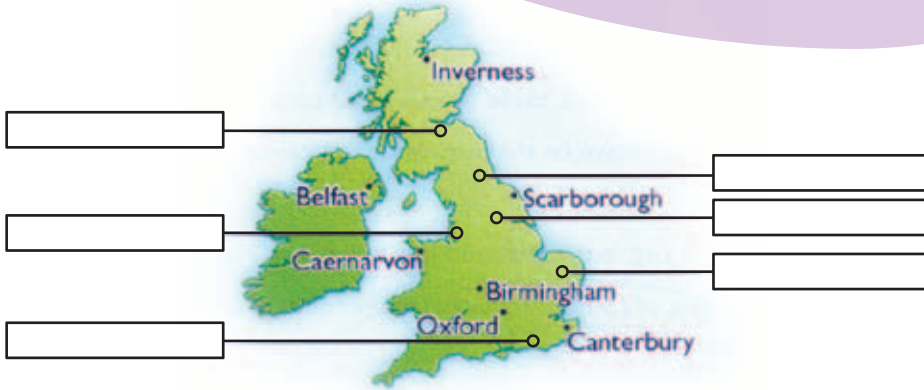 Inverness
Belfast
Scarborough
Caernarvon
Birmingham
Oxford
Canterbury